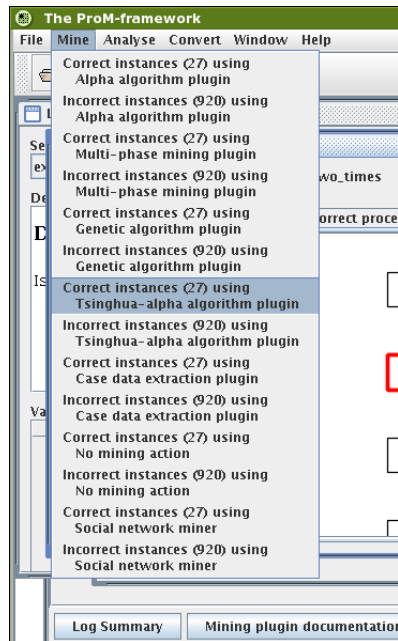 The ProM-framework
File Mine Analyse Convert Window Help
Correct instances (27) using
Alpha algorithm plugin
Incorrect instances (920) using
Alpha algorithm plugin
Correct instances (27) using
Multi-phase mining plugin
Incorrect instances (920) using
Multi-phase mining plugin
Correct instances (27) using
Genetic algorithm plugin
Incorrect instances (920) using
Genetic algorithm plugin
Correct instances (27) using
Tsinghua-alpha algorithm plugin
Incorrect instances (920) using
Tsinghua-alpha algorithm plugin
Correct instances (27) using
Case data extraction plugin
Incorrect instances (920) using
Case data extraction plugin
Correct instances (27) using
No mining action
Incorrect instances (920) using
No mining action
Correct instances (27) using
Social network miner
Incorrect instances (920) using
Social network miner
L
Se
ex
De
D
Is
Va
wo_times
orrect proce
Log Summary
Mining plugin documentation